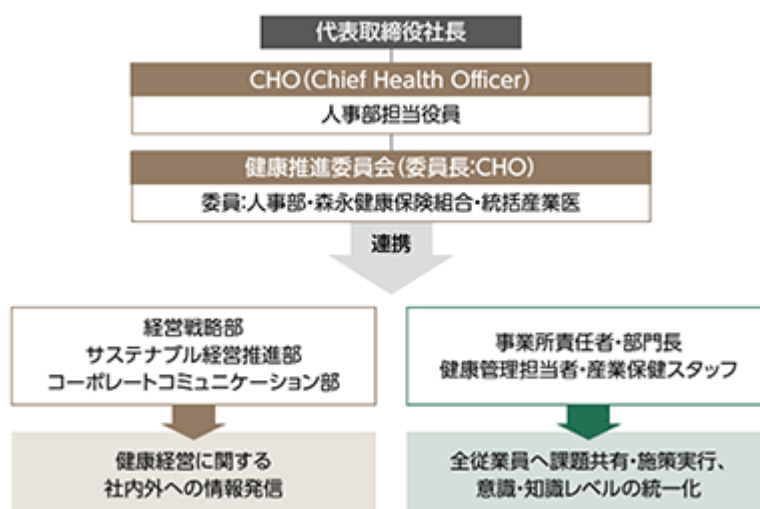 代表取締役社長
CHO(Chief Health Officer)
人事部担当役員
健康推進委員会(委員長:CHO)
委員:人事部・森永健康保険組合・統括産業医
連携
経営戦略部
サステナブル経営推進部
コーポレートコミュニケーション部
事業所責任者・部門長
健康管理担当者・産業保健スタッフ
健康経営に関する
社内外への情報発信
全従業員へ課題共有・施策実行、
意識・知識レベルの統一化